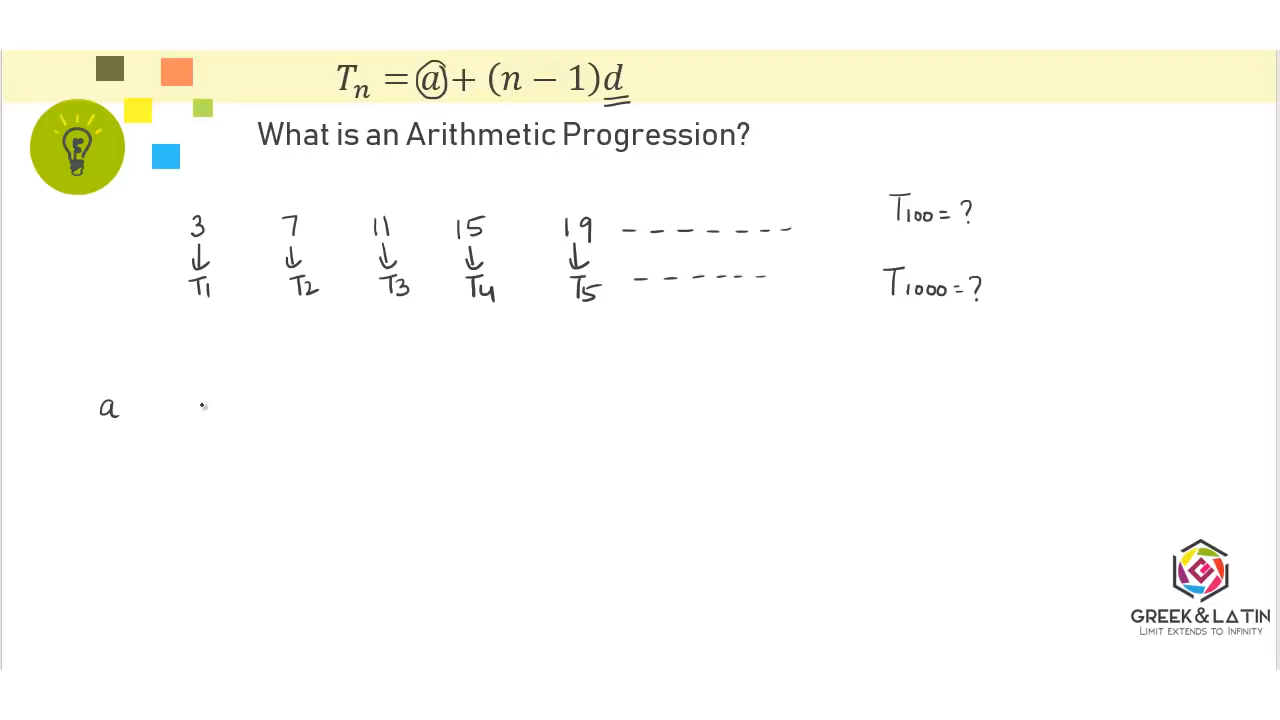 Tn = a + (n − 1)d
What is an Arithmetic Progression?
3 7 11 15 19 -------
T1 T2 T3 T4 T5 ------
T100 = ?
T1000 = ?
a
GREEK & LATIN
LIMIT EXTENDS TO INFINITY